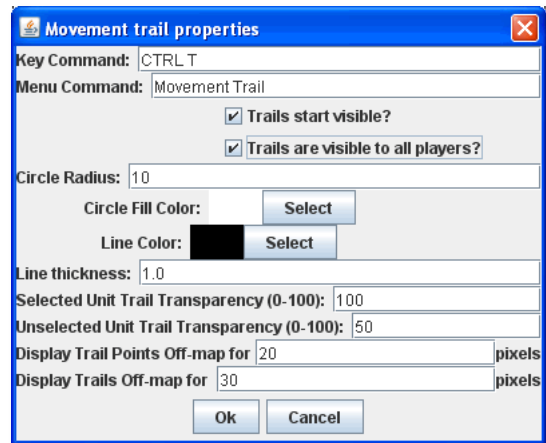 Movement trail properties
Key Command: CTRL T
Menu Command: Movement Trail
Trails start visible?
Trails are visible to all players?
Circle Radius: 10
Circle Fill Color: Select
Line Color: Select
Line thickness: 1.0
Selected Unit Trail Transparency (0-100): 100
Unselected Unit Trail Transparency (0-100): 50
Display Trail Points Off-map for 20 pixels
Display Trails Off-map for 30 pixels
Ok Cancel